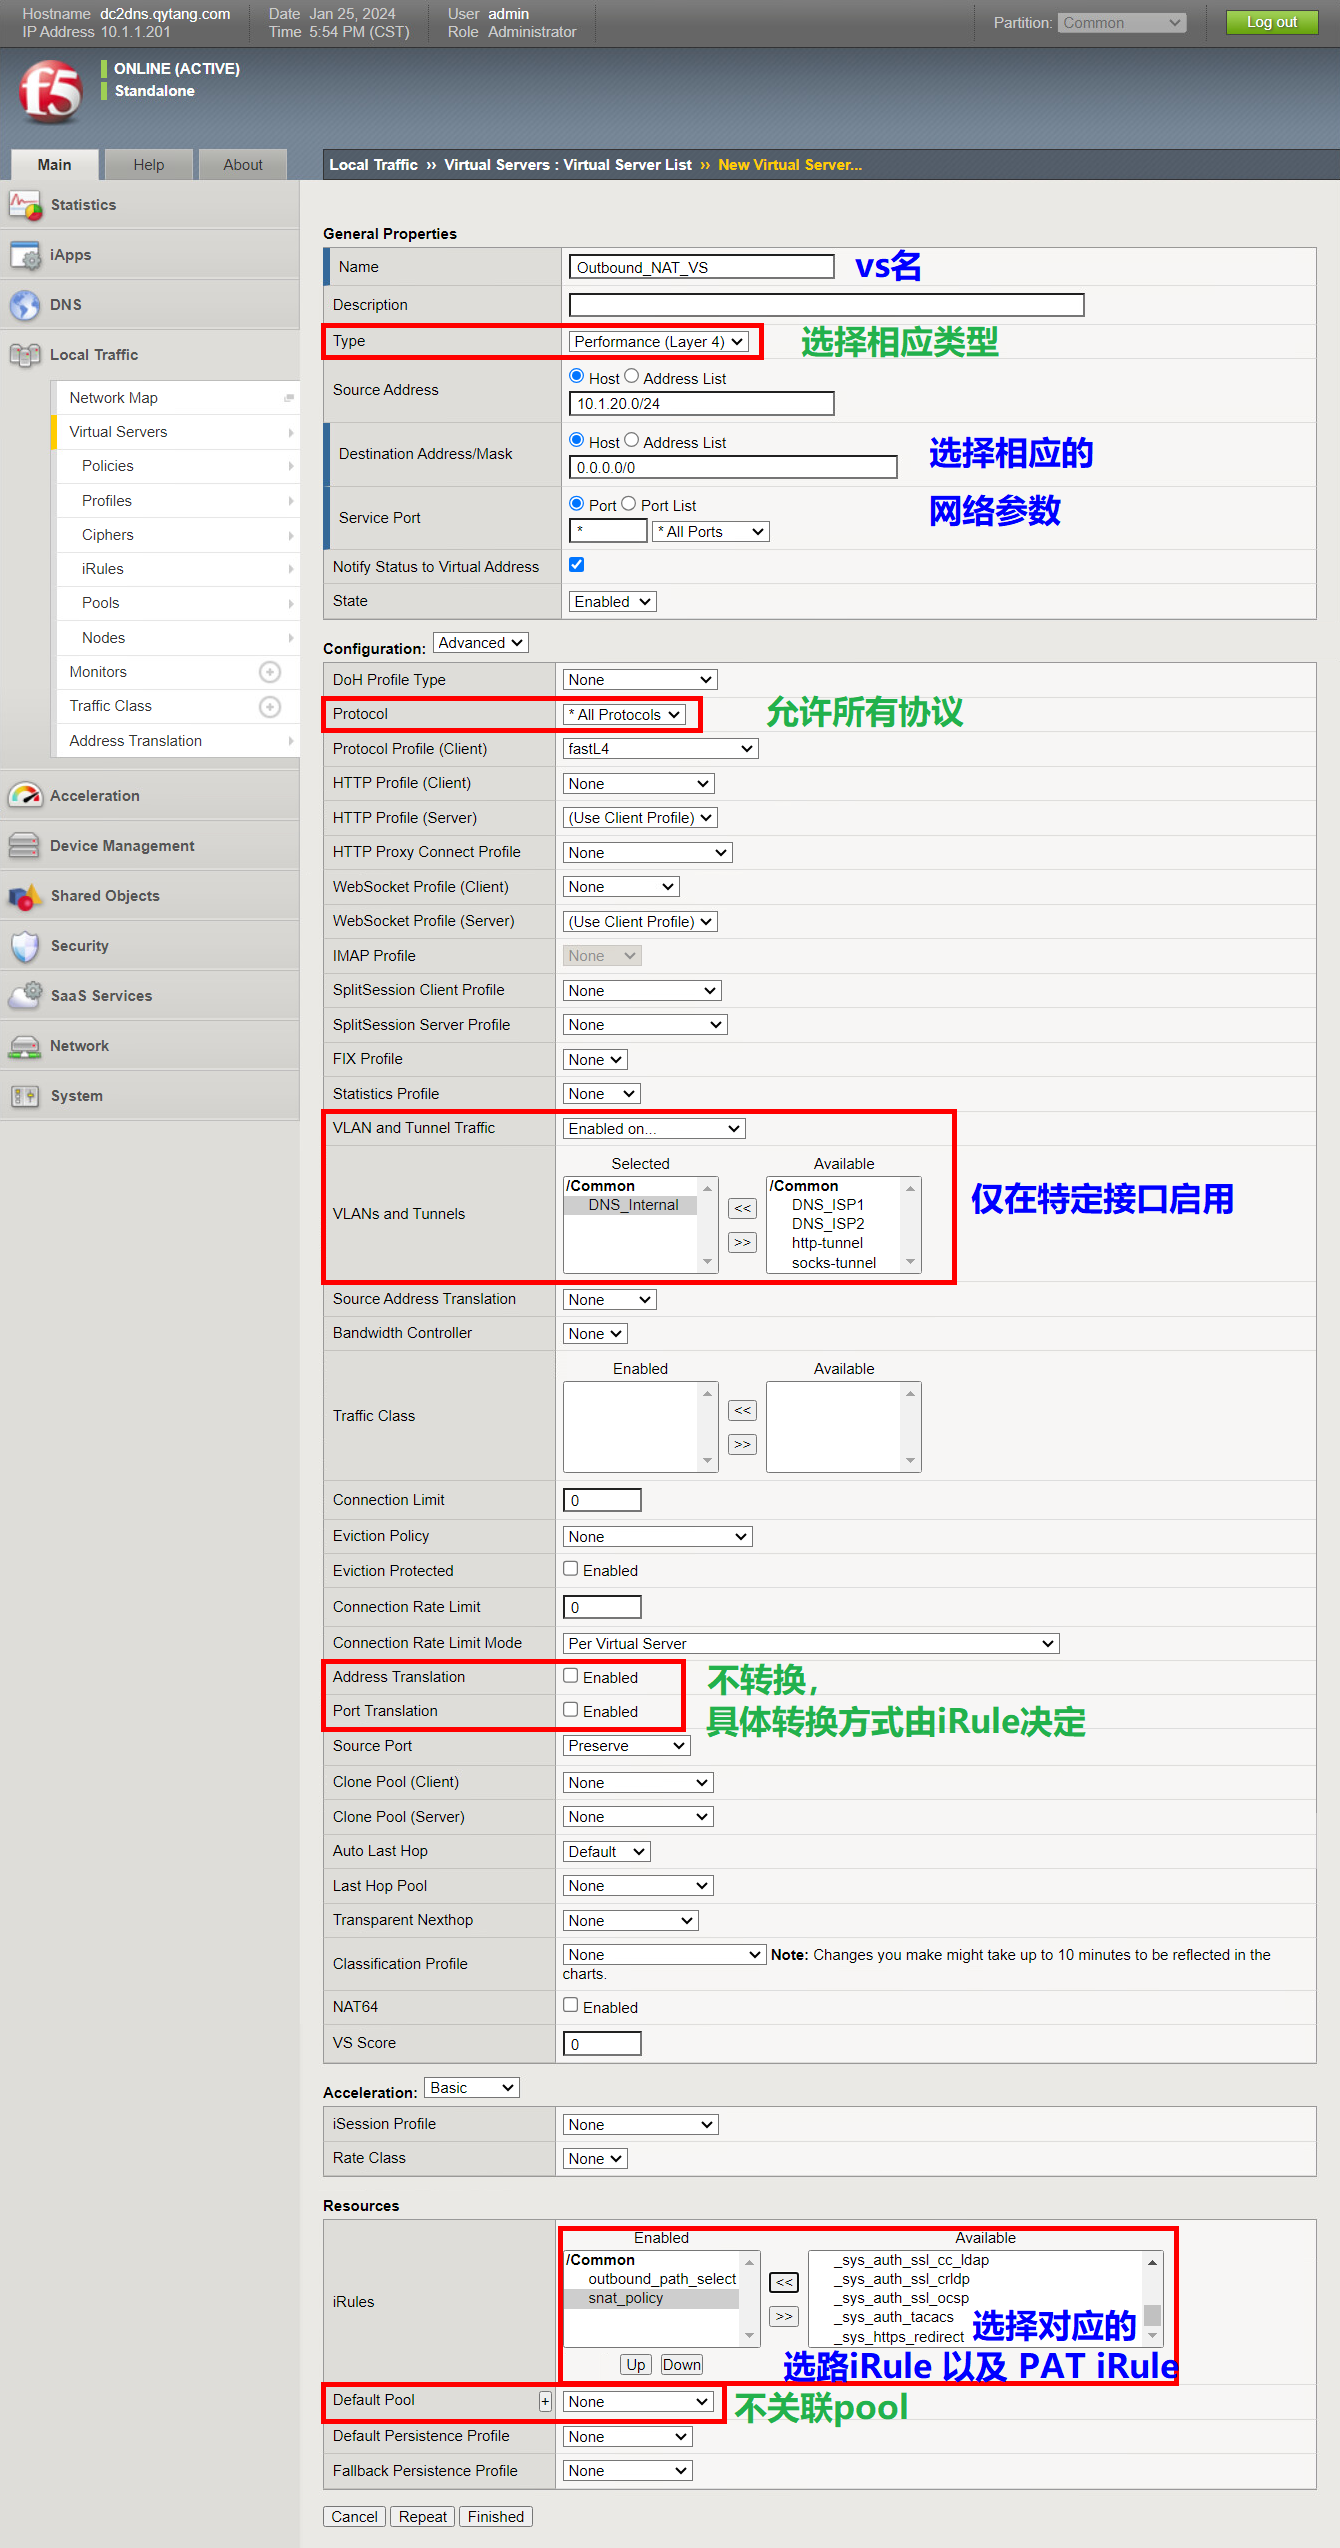 Hostname dc2dns.qytang.com Date Jan 25, 2024 User admin
IP Address 10.1.1.201 Time 5:54 PM (CST) Role Administrator
Partition: Common Log out
f5
ONLINE (ACTIVE)
Standalone
Main Help About
Local Traffic ›› Virtual Servers : Virtual Server List ›› New Virtual Server...
Statistics
iApps
DNS
Local Traffic
Network Map
Virtual Servers
Policies
Profiles
Ciphers
iRules
Pools
Nodes
Monitors
Traffic Class
Address Translation
Acceleration
Device Management
Shared Objects
Security
SaaS Services
Network
System
General Properties
Name Outbound_NAT_VS vs名
Description
Type Performance (Layer 4) 选择相应类型
Source Address Host Address List
10.1.20.0/24
Destination Address/Mask Host Address List
0.0.0.0/0
选择相应的
网络参数
Service Port Port Port List
* * All Ports
Notify Status to Virtual Address
State Enabled
Configuration: Advanced
DoH Profile Type None
Protocol * All Protocols 允许所有协议
Protocol Profile (Client) fastL4
HTTP Profile (Client) None
HTTP Profile (Server) (Use Client Profile)
HTTP Proxy Connect Profile None
WebSocket Profile (Client) None
WebSocket Profile (Server) (Use Client Profile)
IMAP Profile None
SplitSession Client Profile None
SplitSession Server Profile None
FIX Profile None
Statistics Profile None
VLAN and Tunnel Traffic Enabled on...
VLANs and Tunnels
Selected Available
/Common /Common
DNS_Internal DNS_ISP1
<< DNS_ISP2
>> http-tunnel
socks-tunnel
仅在特定接口启用
Source Address Translation None
Bandwidth Controller None
Traffic Class
Enabled Available
<<
>>
Connection Limit 0
Eviction Policy None
Eviction Protected Enabled
Connection Rate Limit 0
Connection Rate Limit Mode Per Virtual Server
Address Translation Enabled 不转换，
Port Translation Enabled 具体转换方式由iRule决定
Source Port Preserve
Clone Pool (Client) None
Clone Pool (Server) None
Auto Last Hop Default
Last Hop Pool None
Transparent Nexthop None
Classification Profile None Note: Changes you make might take up to 10 minutes to be reflected in the
charts.
NAT64 Enabled
VS Score 0
Acceleration: Basic
iSession Profile None
Rate Class None
Resources
iRules
Enabled Available
/Common _sys_auth_ssl_cc_ldap
outbound_path_select << _sys_auth_ssl_crldp
snat_policy _sys_auth_ssl_ocsp
>> _sys_auth_tacacs
_sys_https_redirect 选择对应的
Up Down 选路iRule 以及 PAT iRule
Default Pool + None 不关联pool
Default Persistence Profile None
Fallback Persistence Profile None
Cancel Repeat Finished